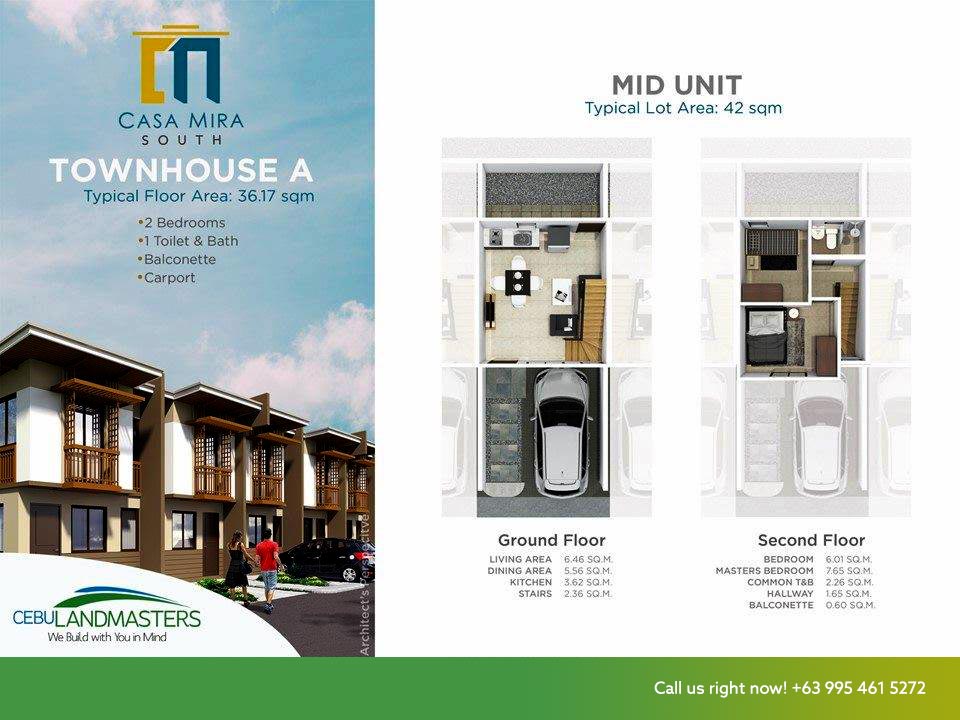 CASA MIRA
SOUTH
TOWNHOUSE A
Typical Floor Area: 36.17 sqm
•2 Bedrooms
•1 Toilet & Bath
•Balconette
•Carport
Architect's Perspecitve
CEBULANDMASTERS
We Build with You in Mind
MID UNIT
Typical Lot Area: 42 sqm
Ground Floor
LIVING AREA 6.46 SQ.M.
DINING AREA 5.56 SQ.M.
KITCHEN 3.62 SQ.M.
STAIRS 2.36 SQ.M.
Second Floor
BEDROOM 6.01 SQ.M.
MASTERS BEDROOM 7.65 SQ.M.
COMMON T&B 2.26 SQ.M.
HALLWAY 1.65 SQ.M.
BALCONETTE 0.60 SQ.M.
Call us right now! +63 995 461 5272